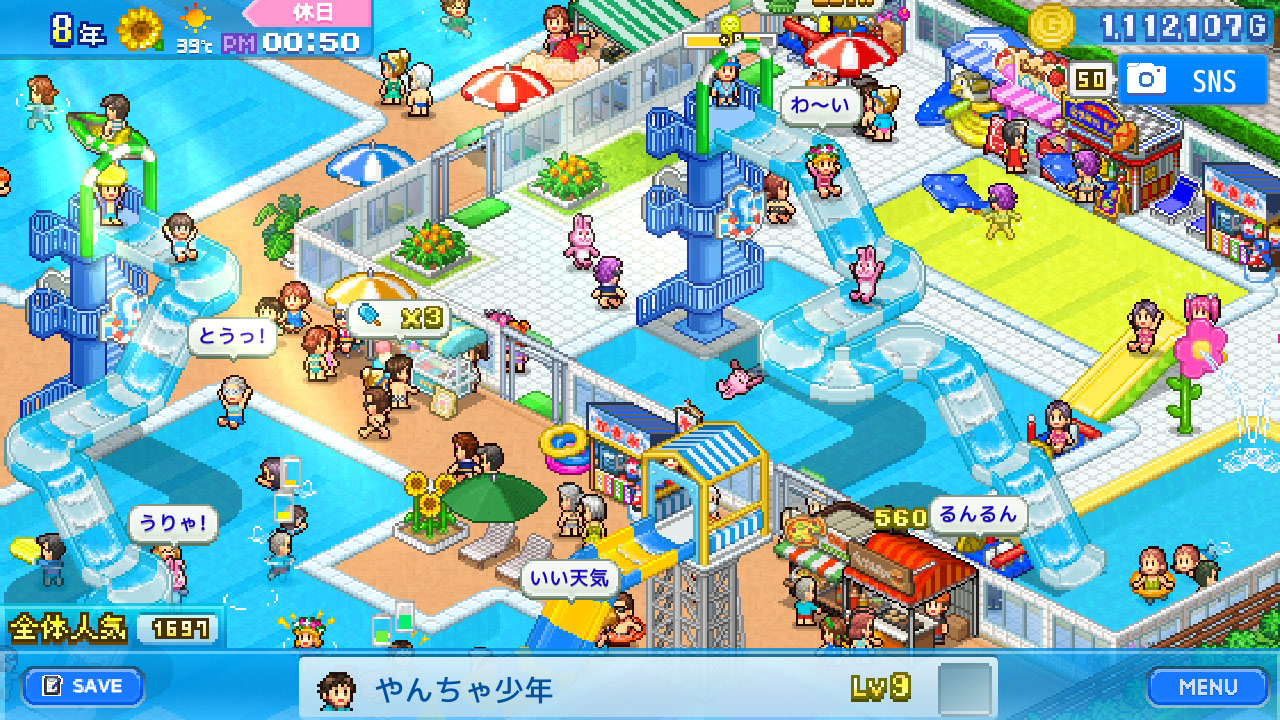 8年
39℃
休日
PM 00:50
1,112,107G
50
SNS
わ〜い
x3
とうっ!
うりゃ!
560
るんるん
いい天気
全体人気 1697
SAVE
やんちゃ少年
Lv9
MENU